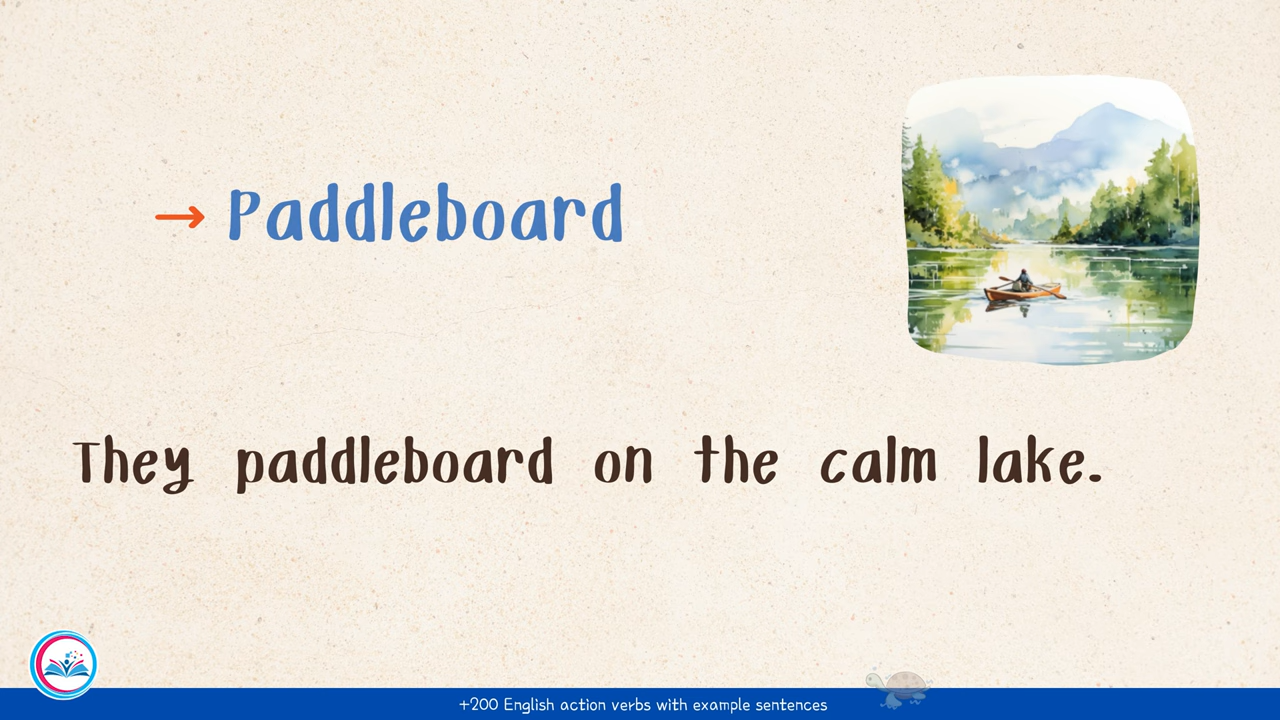 → Paddleboard
They paddleboard on the calm lake.
+200 English action verbs with example sentences